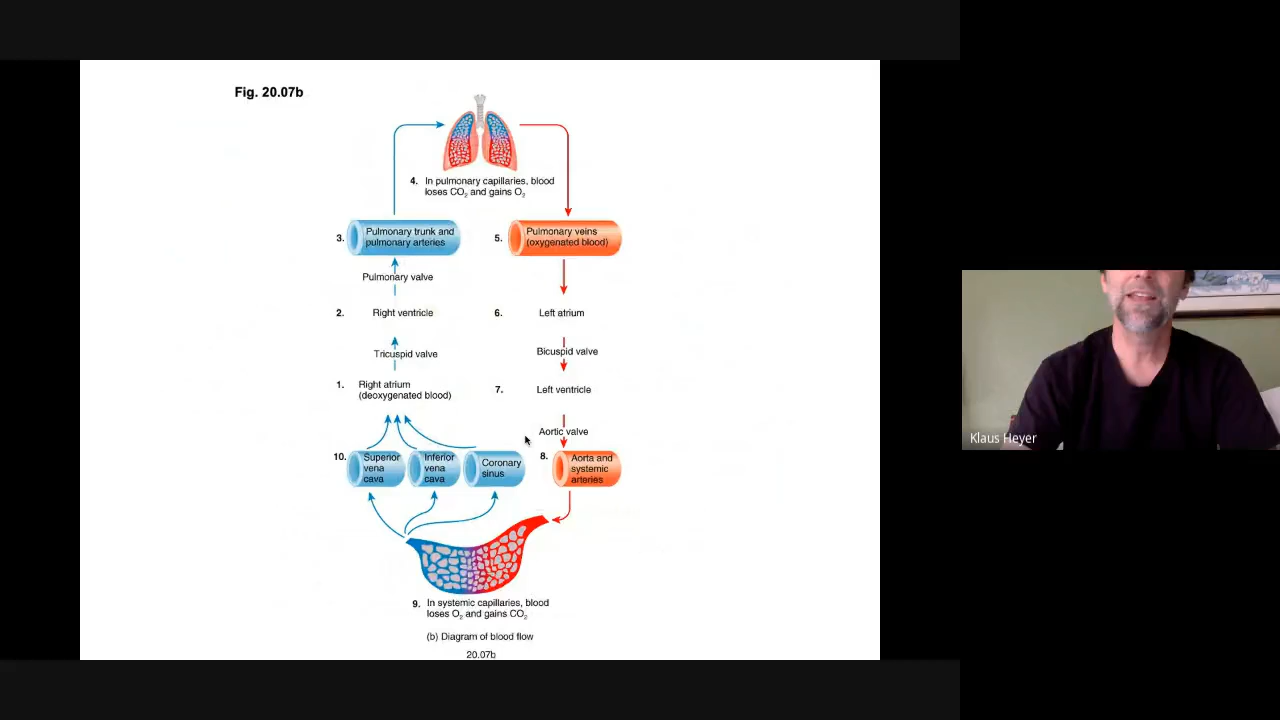 Fig. 20.07b
4. In pulmonary capillaries, blood
loses CO2 and gains O2
3. Pulmonary trunk and
pulmonary arteries
5. Pulmonary veins
(oxygenated blood)
Pulmonary valve
2. Right ventricle
6. Left atrium
Tricuspid valve
Bicuspid valve
1. Right atrium
(deoxygenated blood)
7. Left ventricle
Aortic valve
10. Superior
vena
cava
Inferior
vena
cava
Coronary
sinus
8. Aorta and
systemic
arteries
9. In systemic capillaries, blood
loses O2 and gains CO2
(b) Diagram of blood flow
20.07b
Klaus Heyer